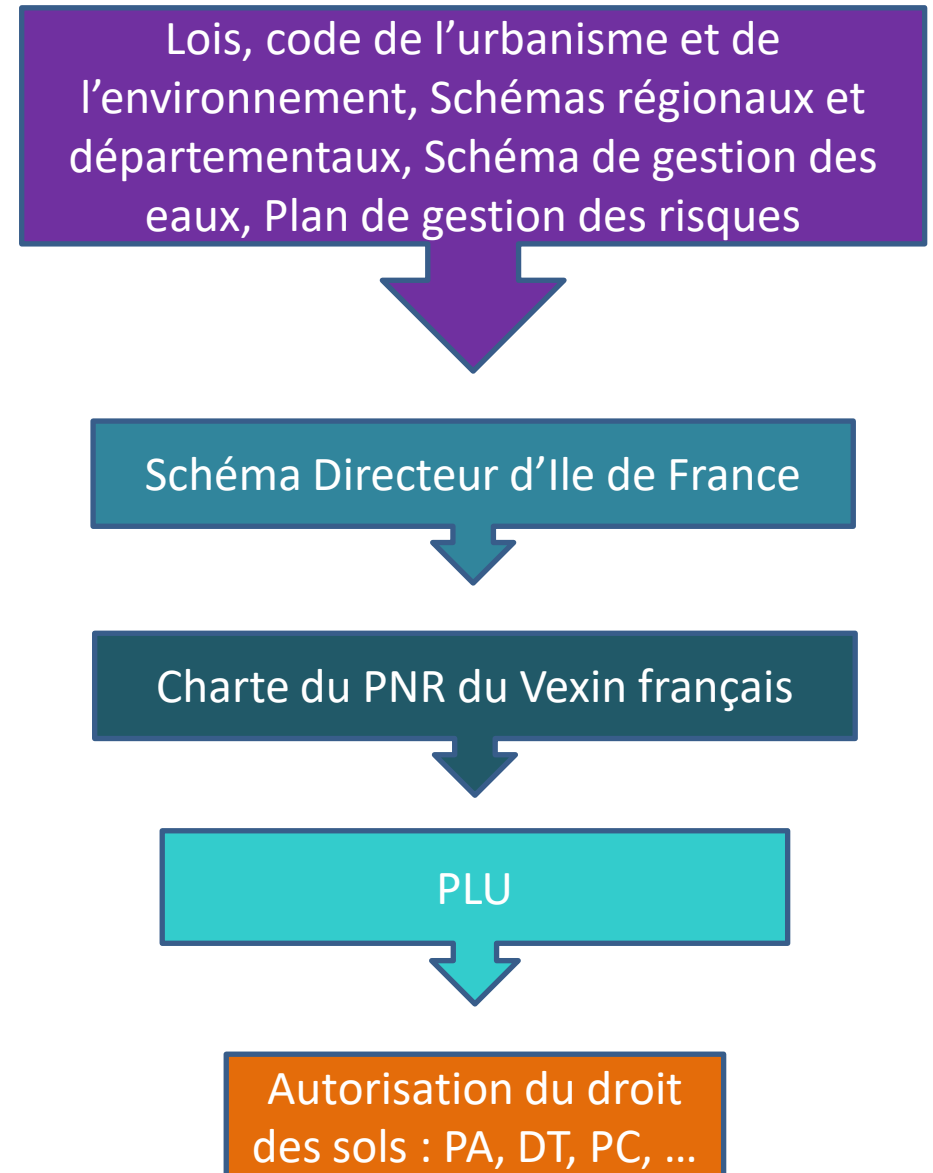 Lois, code de l’urbanisme et de
l’environnement, Schémas régionaux et
départementaux, Schéma de gestion des
eaux, Plan de gestion des risques
Schéma Directeur d’Ile de France
Charte du PNR du Vexin français
PLU
Autorisation du droit
des sols : PA, DT, PC, …